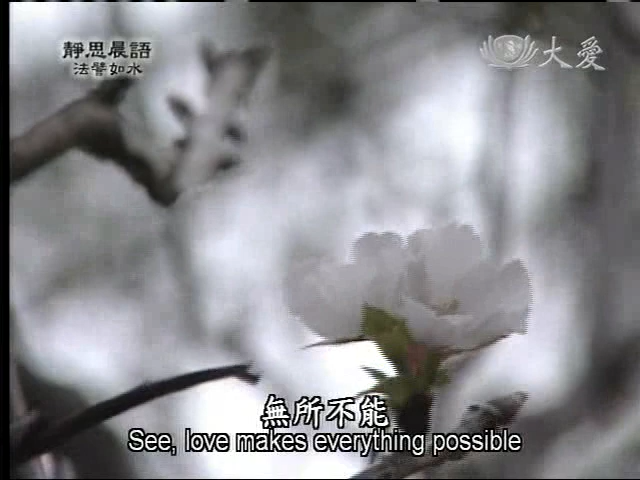 靜思晨語
法譬如水
大愛
無所不能
See, love makes everything possible